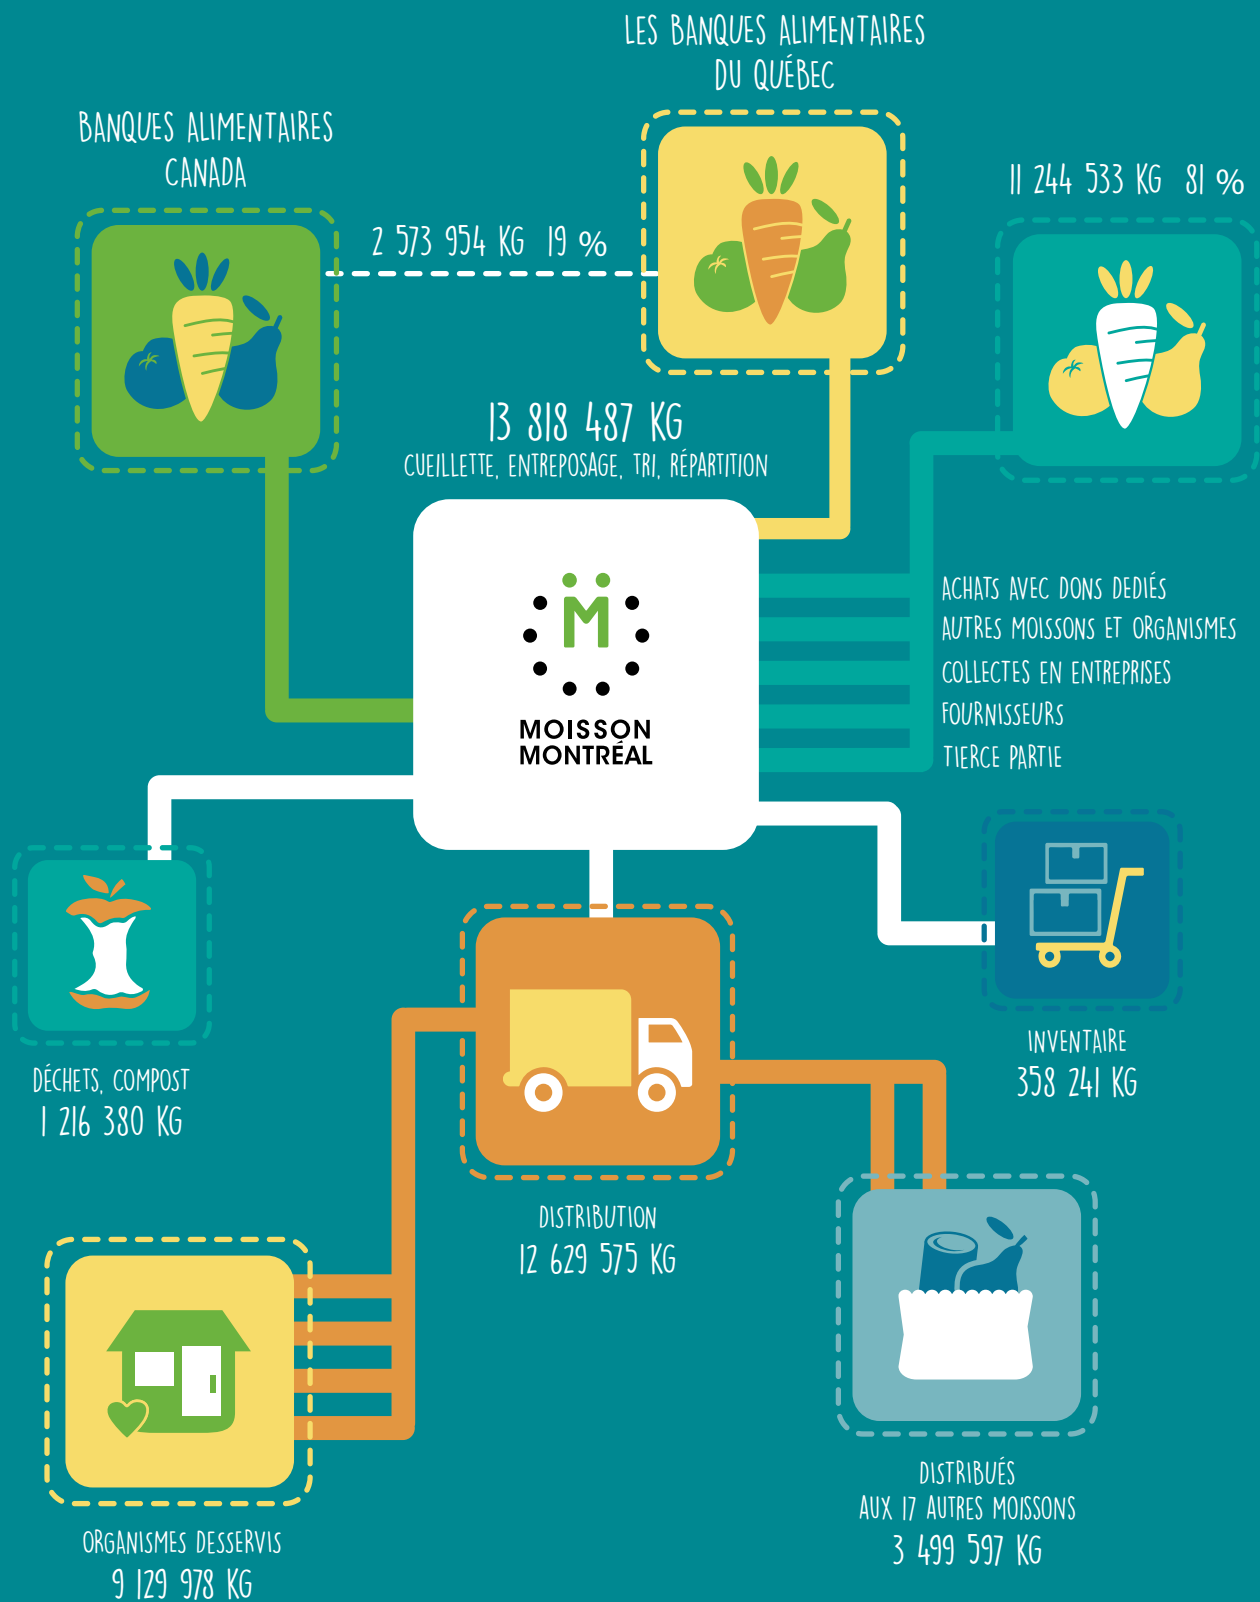 LES BANQUES ALIMENTAIRES
DU QUÉBEC
BANQUES ALIMENTAIRES
CANADA
11 244 533 KG 81 %
2 573 954 KG 19 %
13 818 487 KG
CUEILLETTE, ENTREPOSAGE, TRI, RÉPARTITION
M
MOISSON
MONTRÉAL
ACHATS AVEC DONS DEDIÉS
AUTRES MOISSONS ET ORGANISMES
COLLECTES EN ENTREPRISES
FOURNISSEURS
TIERCE PARTIE
INVENTAIRE
358 241 KG
DÉCHETS, COMPOST
1 216 380 KG
DISTRIBUTION
12 629 575 KG
DISTRIBUÉS
AUX 17 AUTRES MOISSONS
3 499 597 KG
ORGANISMES DESSERVIS
9 129 978 KG